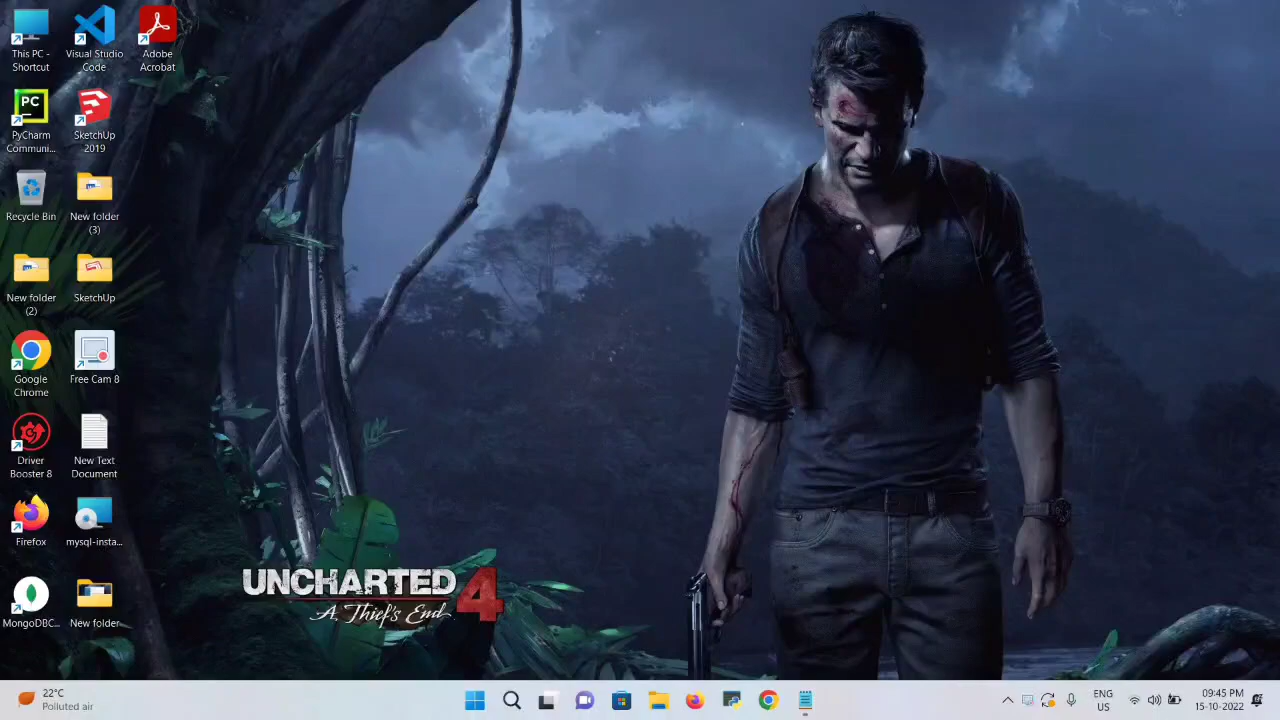 This PC -
Shortcut
Visual Studio
Code
Adobe
Acrobat
PC
PyCharm
Communi...
SketchUp
2019
Recycle Bin
New folder
(3)
New folder
(2)
SketchUp
Google
Chrome
Free Cam 8
Driver
Booster 8
New Text
Document
Firefox
mysql-insta...
MongoDBC...
New folder
UNCHARTED 4
A Thief's End
22°C
Polluted air
ENG
US
09:45 PM
15-10-2022